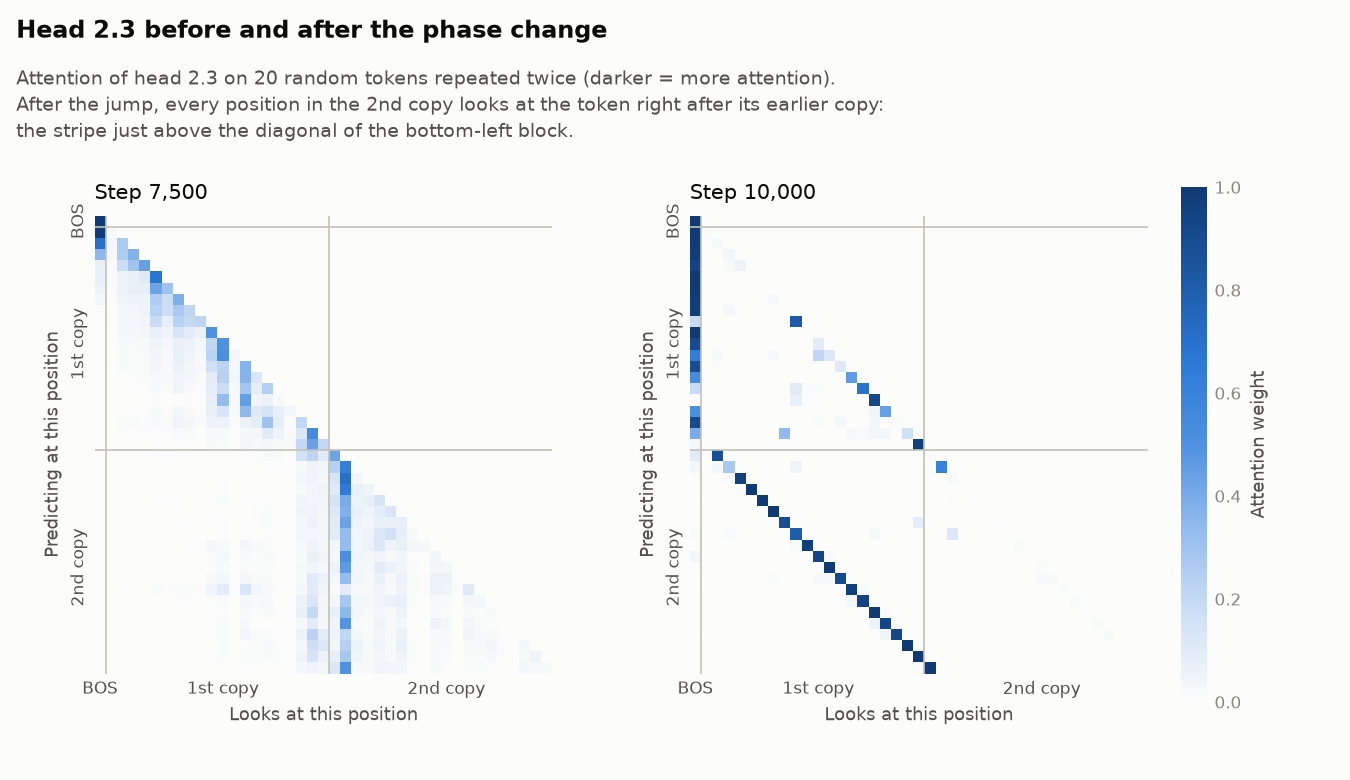 Head 2.3 before and after the phase change
Attention of head 2.3 on 20 random tokens repeated twice (darker = more attention).
After the jump, every position in the 2nd copy looks at the token right after its earlier copy:
the stripe just above the diagonal of the bottom-left block.
Step 7,500
Predicting at this position
BOS
1st copy
2nd copy
BOS
1st copy
2nd copy
Looks at this position
Step 10,000
Predicting at this position
BOS
1st copy
2nd copy
BOS
1st copy
2nd copy
Looks at this position
1.0
0.8
0.6
0.4
0.2
0.0
Attention weight